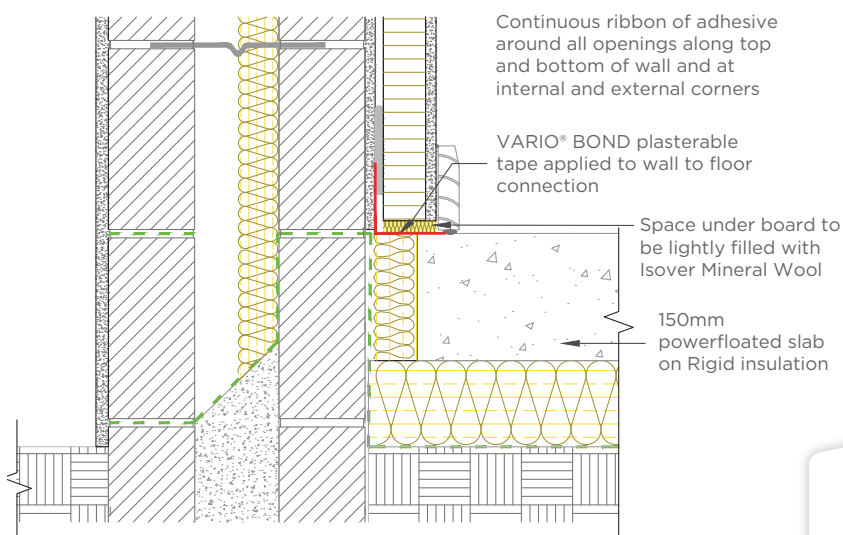 Continuous ribbon of adhesive
around all openings along top
and bottom of wall and at
internal and external corners
VARIO® BOND plasterable
tape applied to wall to floor
connection
Space under board to
be lightly filled with
Isover Mineral Wool
150mm
powerfloated slab
on Rigid insulation